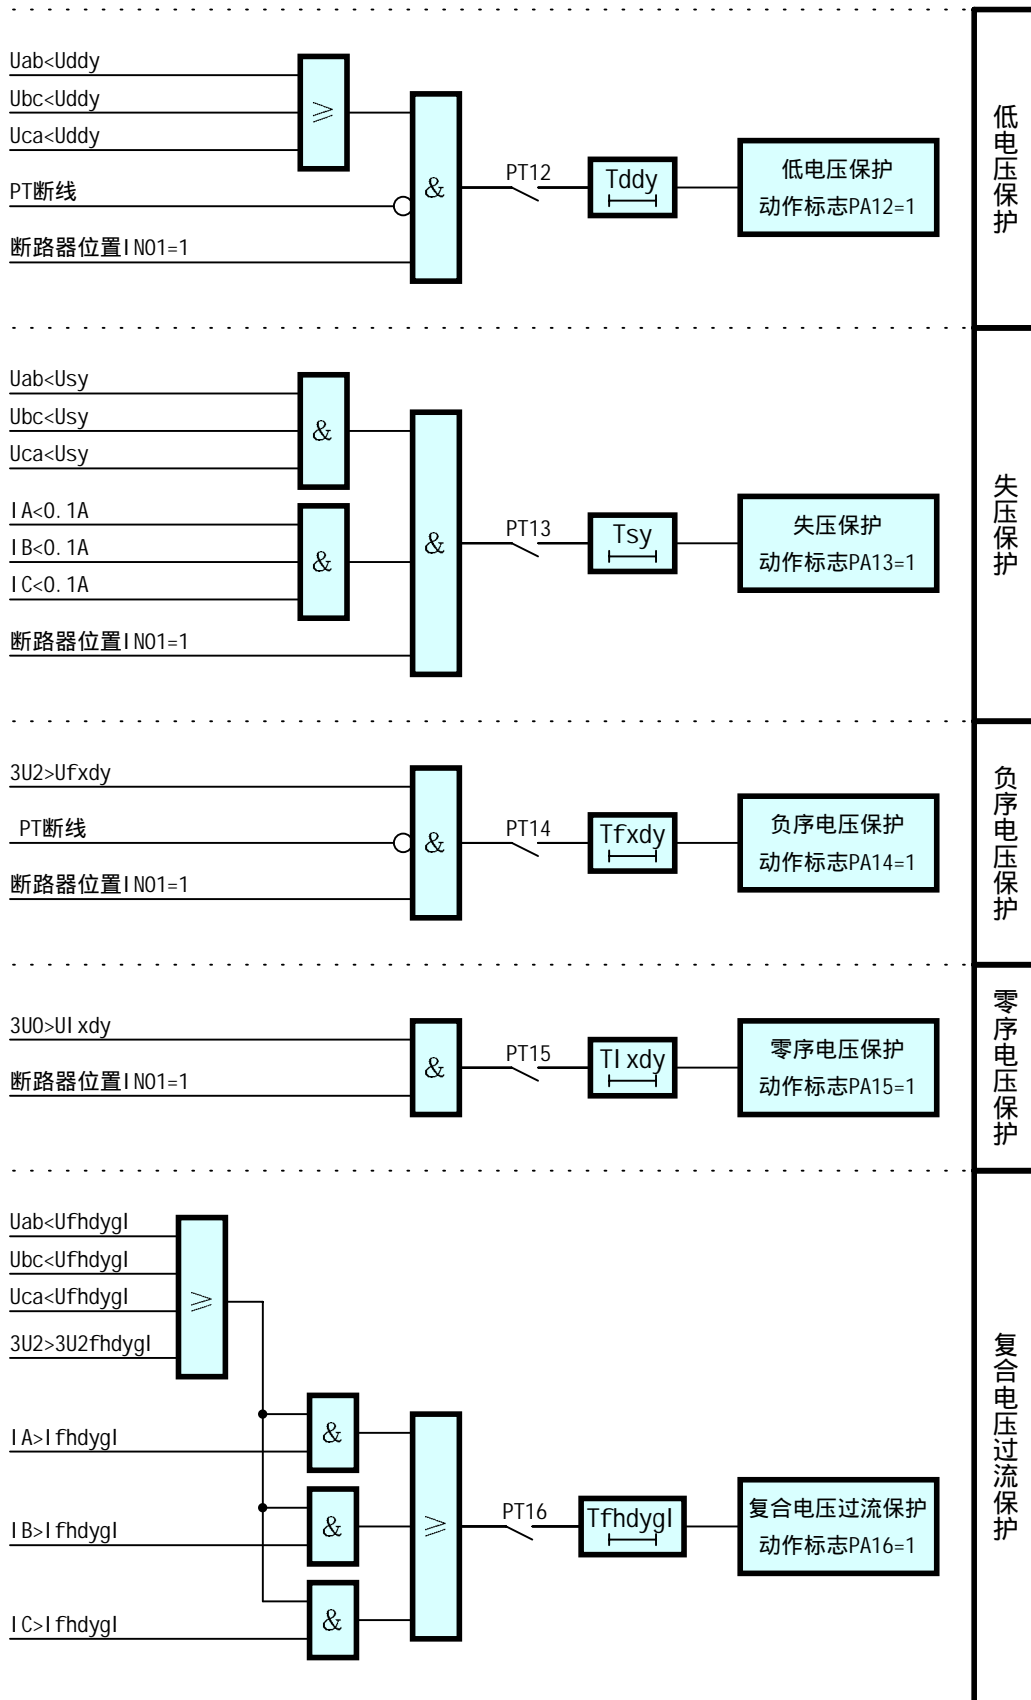 Uab<Uddy
Ubc<Uddy
Uca<Uddy
≥
PT断线
断路器位置IN01=1
&
PT12
Tddy
低电压保护
动作标志PA12=1
低电压保护
Uab<Usy
Ubc<Usy
Uca<Usy
&
IA<0.1A
IB<0.1A
IC<0.1A
&
断路器位置IN01=1
&
PT13
Tsy
失压保护
动作标志PA13=1
失压保护
3U2>Ufxdy
PT断线
断路器位置IN01=1
&
PT14
Tfxdy
负序电压保护
动作标志PA14=1
负序电压保护
3U0>Ulxdy
断路器位置IN01=1
&
PT15
Tlxdy
零序电压保护
动作标志PA15=1
零序电压保护
Uab<Ufhdygl
Ubc<Ufhdygl
Uca<Ufhdygl
3U2>3U2fhdygl
≥
IA>Ifhdygl
&
IB>Ifhdygl
&
IC>Ifhdygl
&
≥
PT16
Tfhdygl
复合电压过流保护
动作标志PA16=1
复合电压过流保护